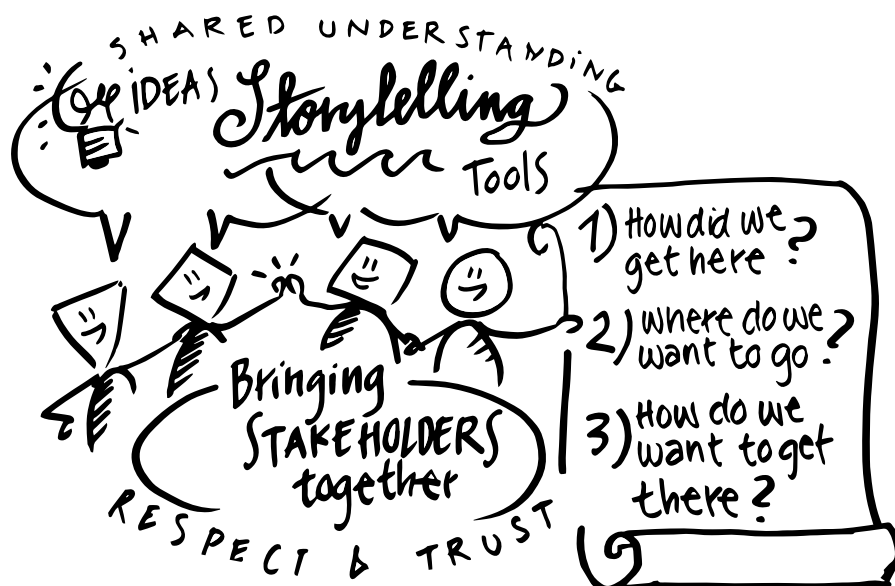 SHARED UNDERSTANDING
IDEAS Storytelling
Tools
1) How did we
get here?
2) where do we
want to go?
3) How do we
want to get
there?
Bringing
STAKEHOLDERS
together
RESPECT & TRUST